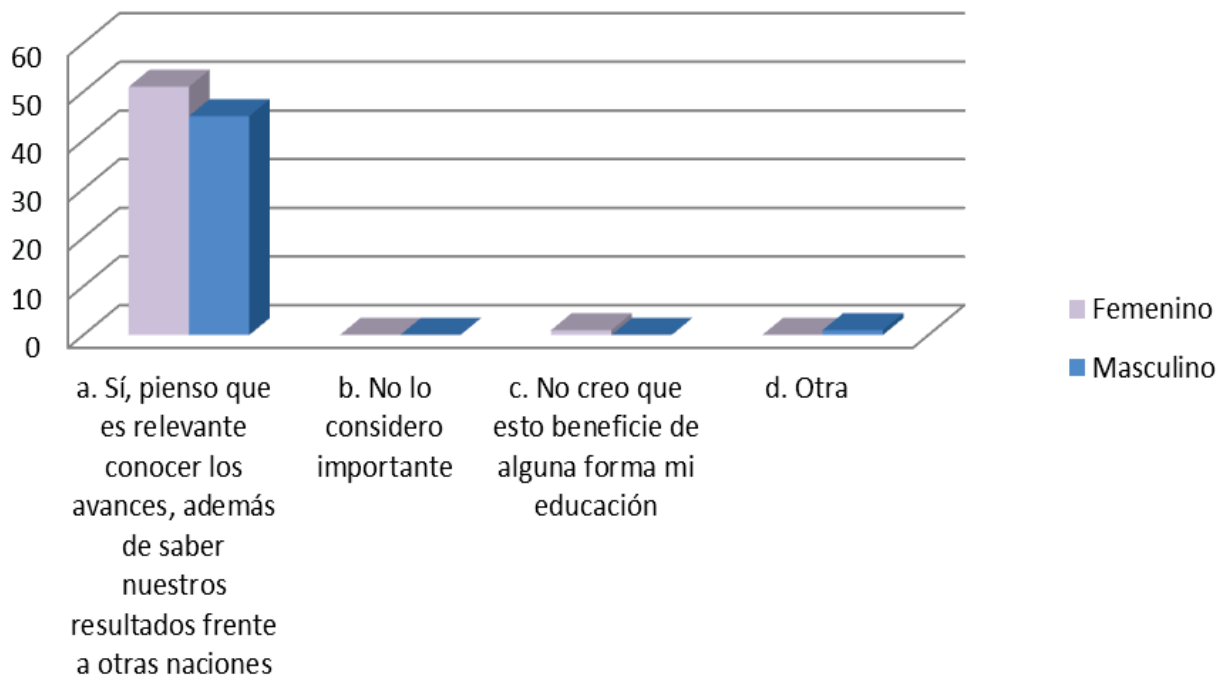 60
50
40
30
20
10
0
a. Sí, pienso que
es relevante
conocer los
avances, además
de saber
nuestros
resultados frente
a otras naciones
b. No lo
considero
importante
c. No creo que
esto beneficie de
alguna forma mi
educación
d. Otra
Femenino
Masculino